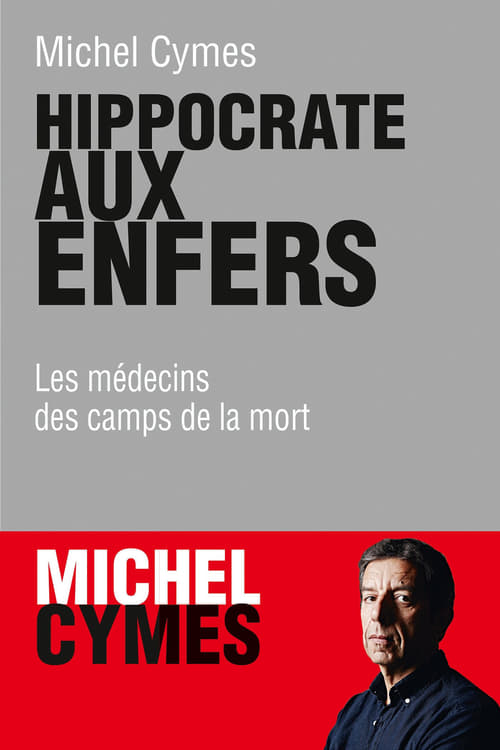 Michel Cymes
HIPPOCRATE
AUX
ENFERS
Les médecins
des camps de la mort
MICHEL
CYMES